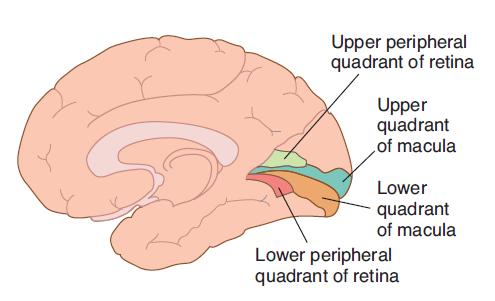 Upper peripheral
quadrant of retina
Upper
quadrant
of macula
Lower
quadrant
of macula
Lower peripheral
quadrant of retina